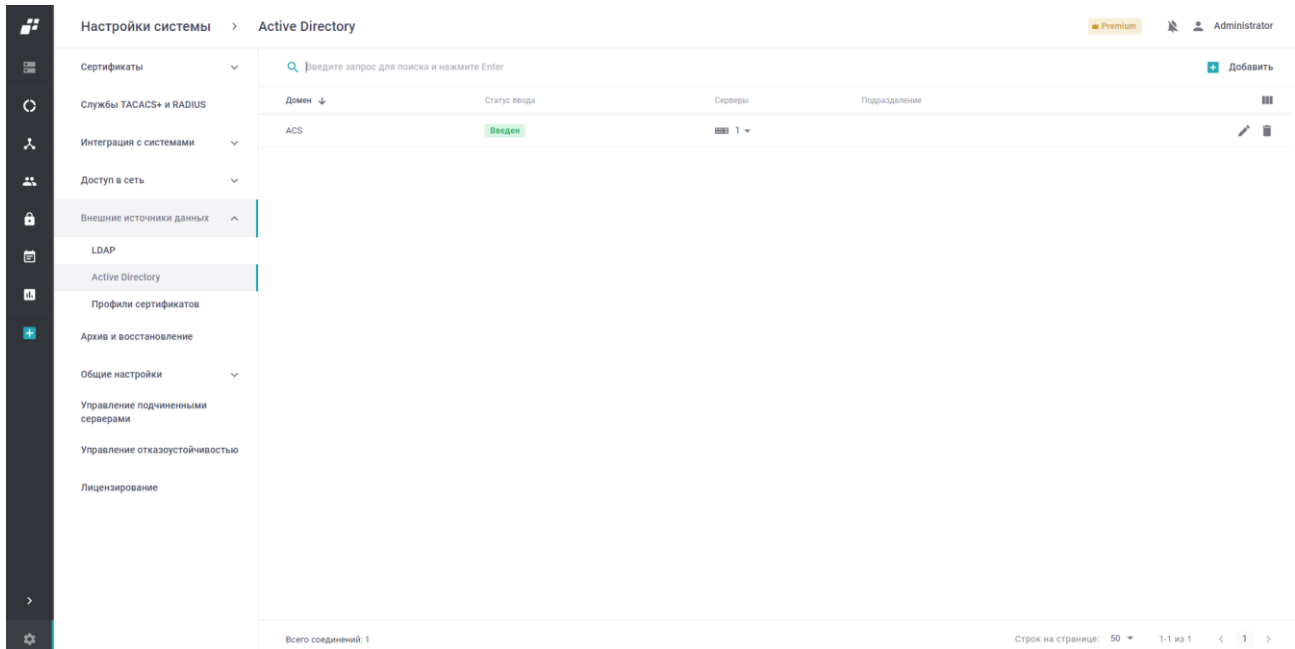 Настройки системы > Active Directory
Premium
Administrator
Сертификаты
Службы TACACS+ и RADIUS
Интеграция с системами
Доступ в сеть
Внешние источники данных
LDAP
Active Directory
Профили сертификатов
Архив и восстановление
Общие настройки
Управление подчиненными
серверами
Управление отказоустойчивостью
Лицензирование
Введите запрос для поиска и нажмите Enter
Добавить
Домен Статус ввода Серверы Подразделение
ACS Введен 1
Всего соединений: 1
Строк на странице: 50 1-1 из 1 < 1 >